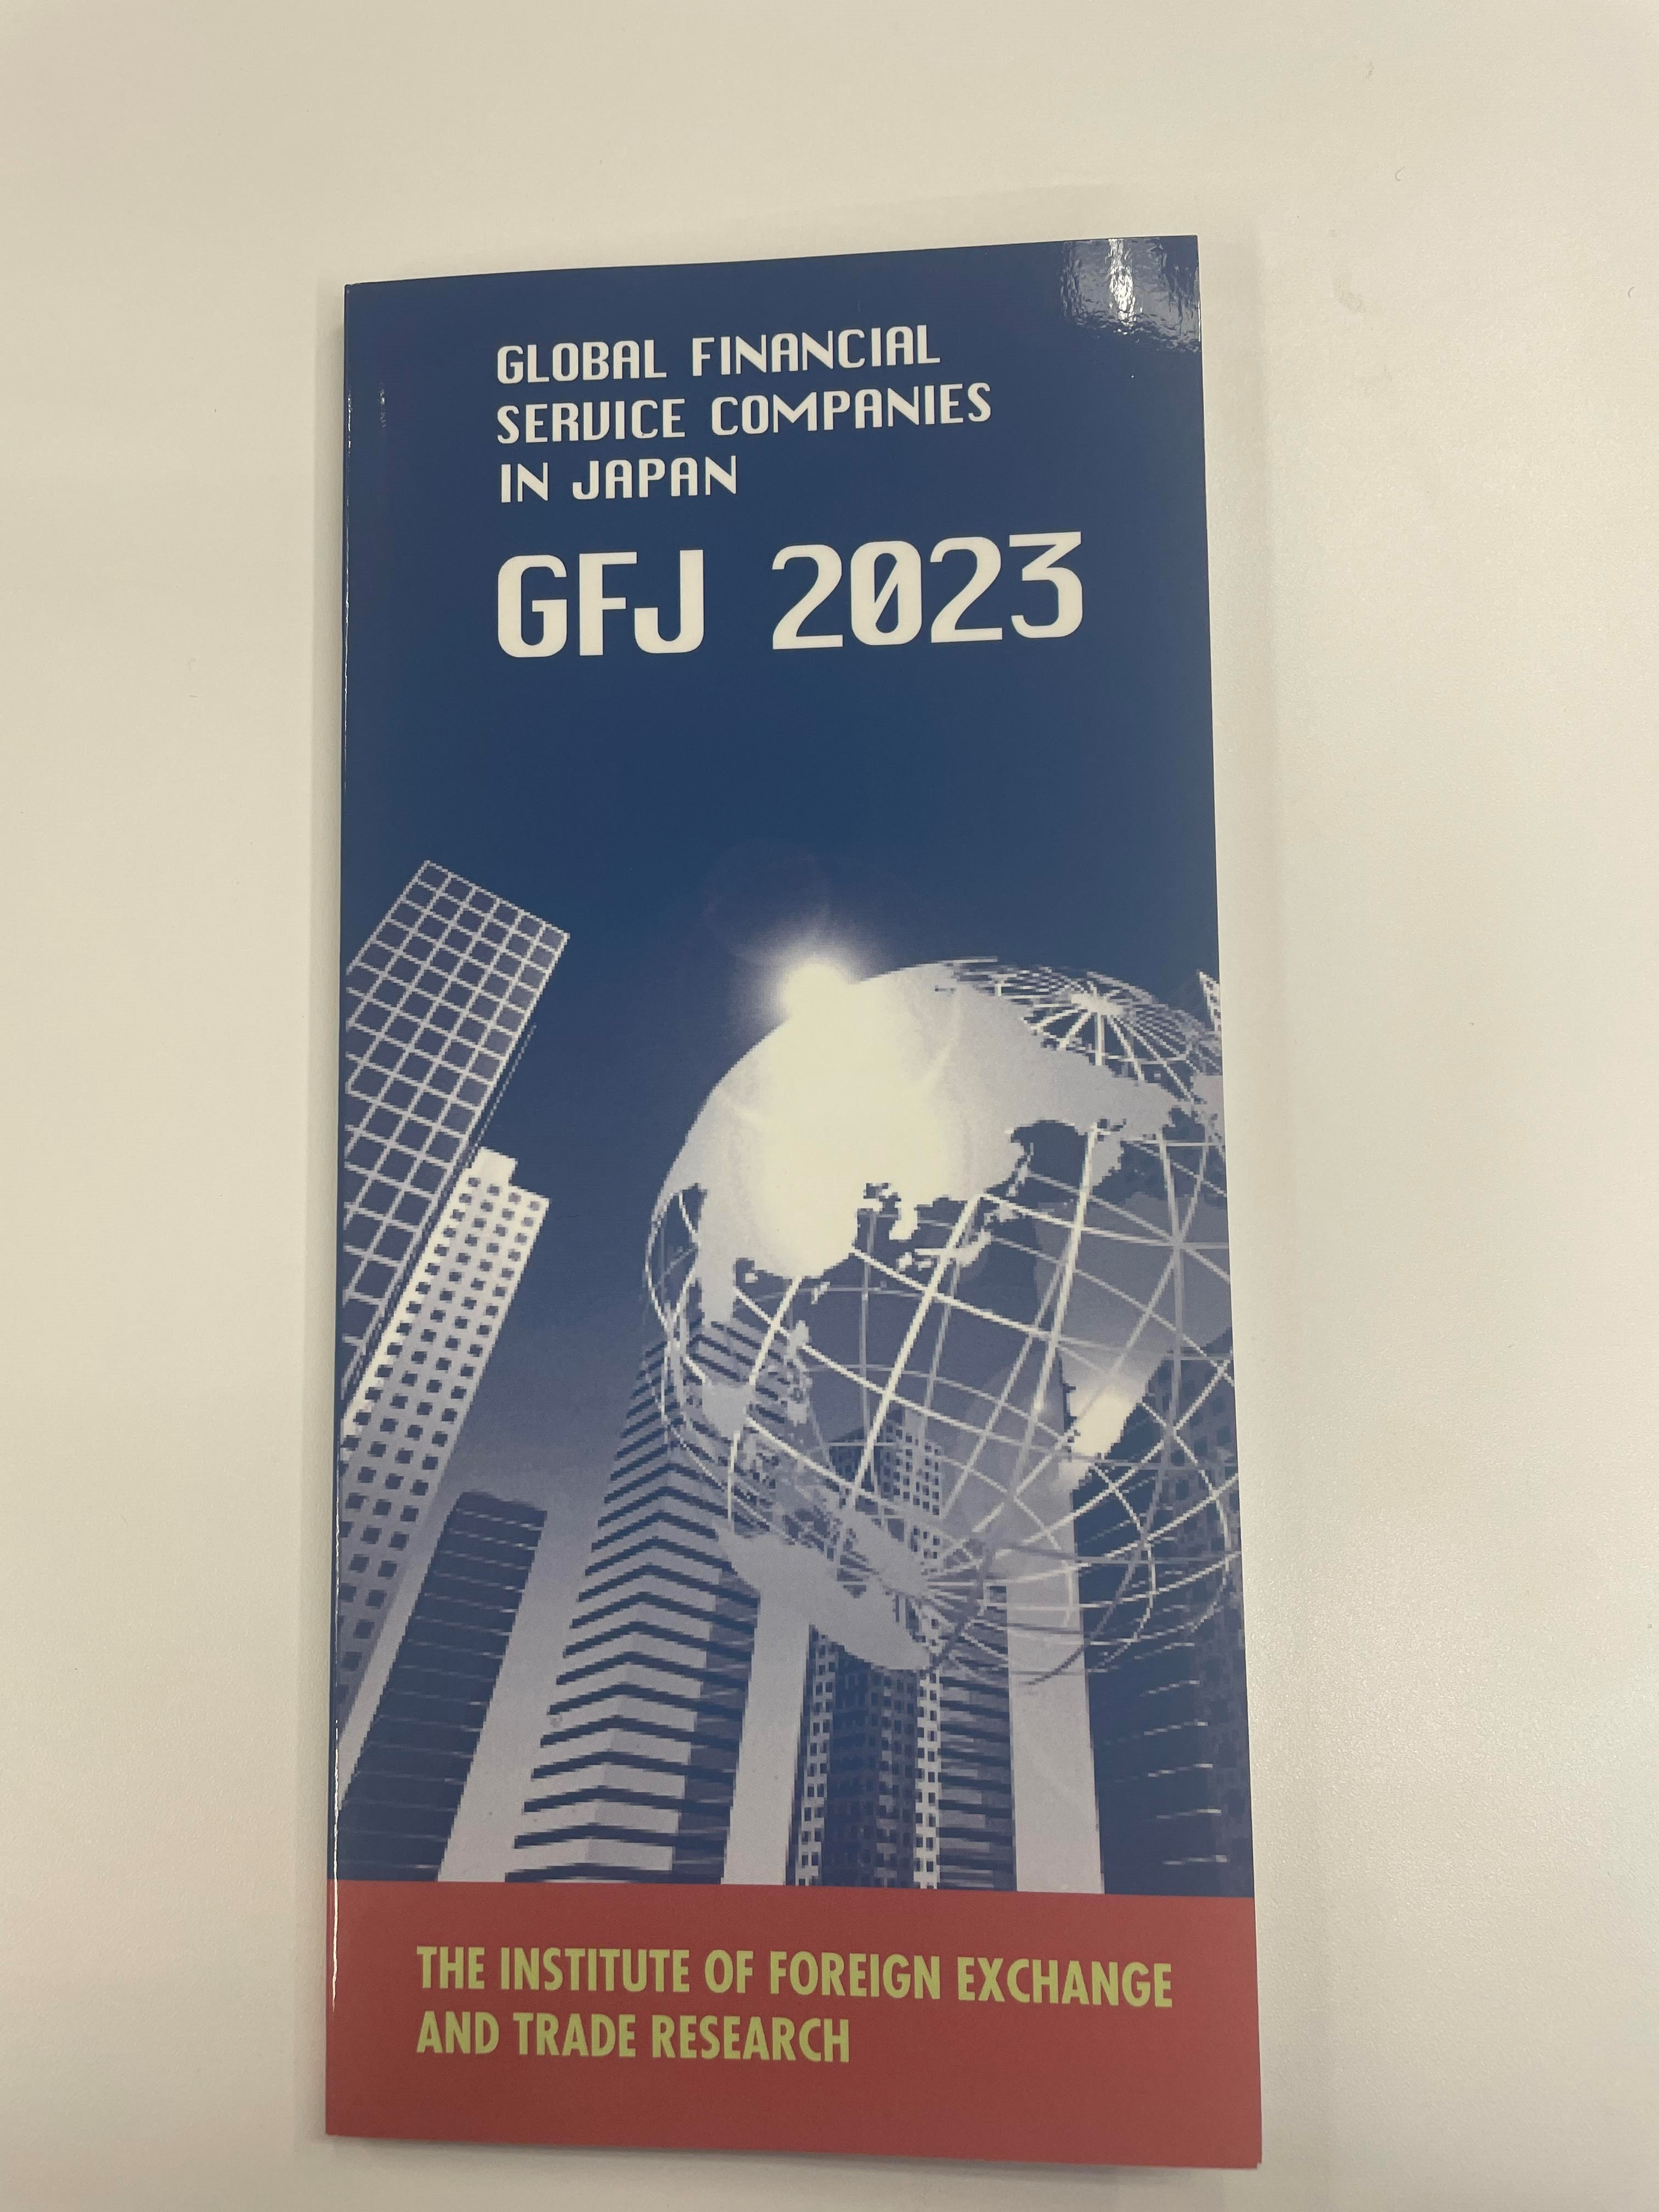 GLOBAL FINANCIAL
SERVICE COMPANIES
IN JAPAN
GFJ 2023
THE INSTITUTE OF FOREIGN EXCHANGE
AND TRADE RESEARCH